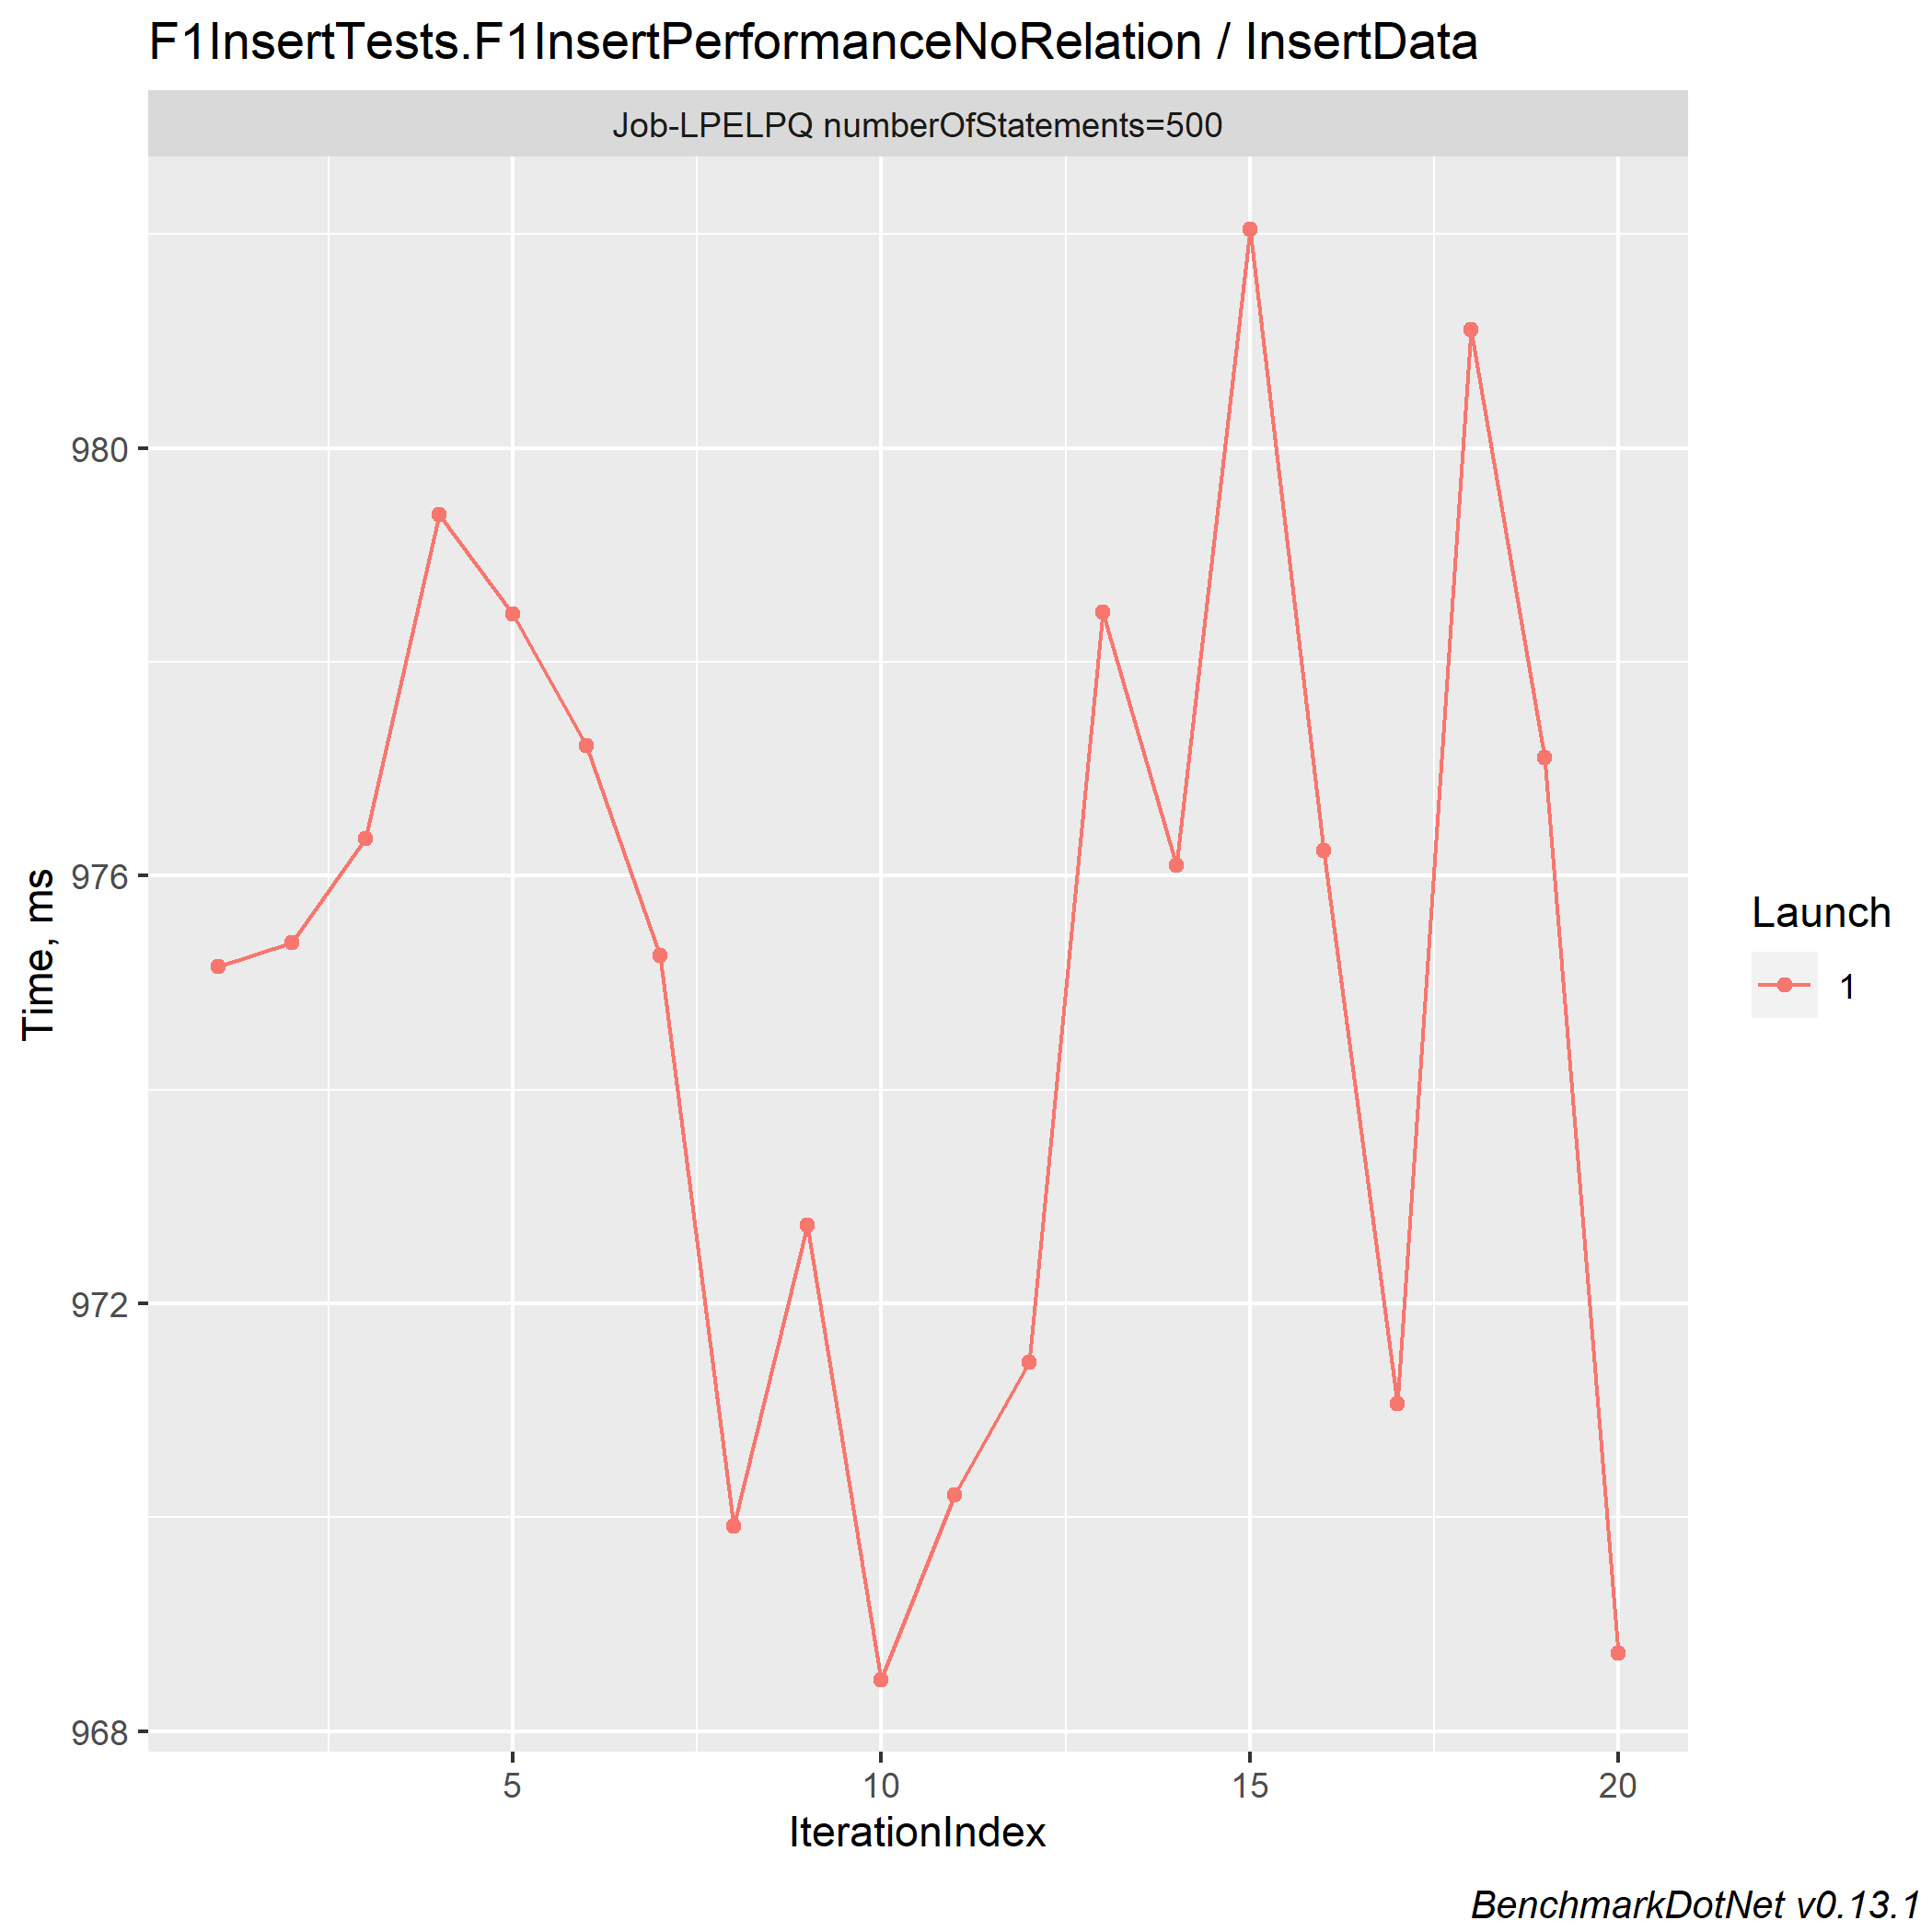 F1InsertTests.F1InsertPerformanceNoRelation / InsertData
Job-LPELPQ numberOfStatements=500
980
976
972
968
Time, ms
5 10 15 20
IterationIndex
Launch
1
BenchmarkDotNet v0.13.1